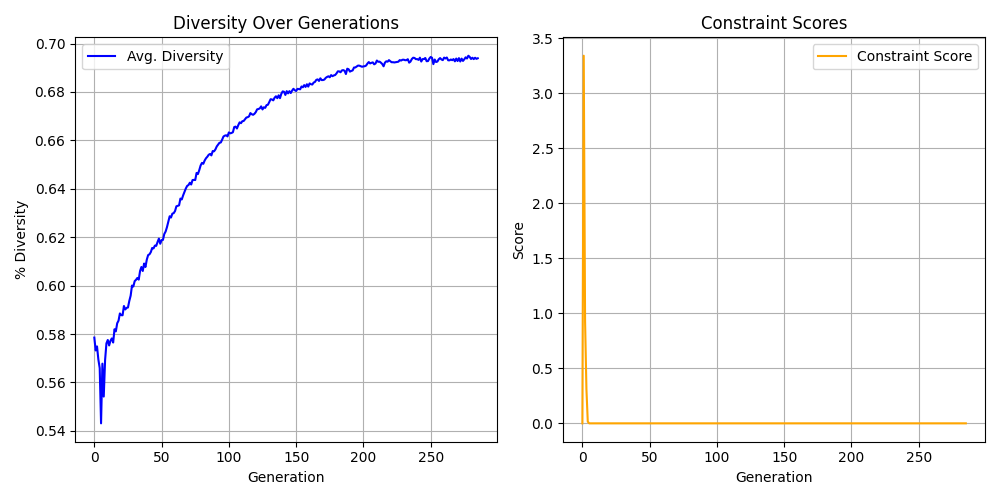 Diversity Over Generations
Avg. Diversity
% Diversity
0.70
0.68
0.66
0.64
0.62
0.60
0.58
0.56
0.54
0 50 100 150 200 250
Generation
Constraint Scores
Constraint Score
Score
3.5
3.0
2.5
2.0
1.5
1.0
0.5
0.0
0 50 100 150 200 250
Generation